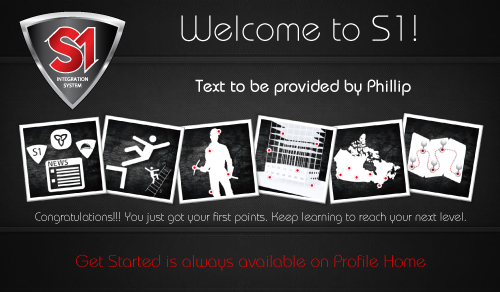 Welcome to S1!
S1
INTEGRATION
SYSTEM
Text to be provided by Phillip
S1
NEWS
Congratulations!!! You just got your first points. Keep learning to reach your next level.
Get Started is always available on Profile Home